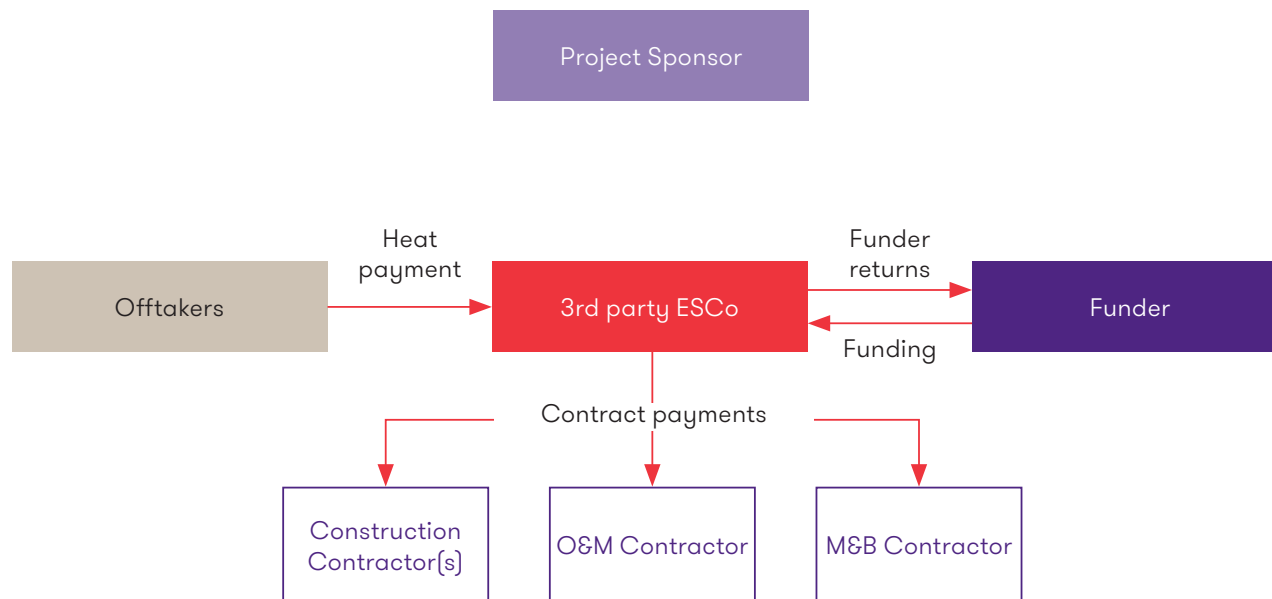 Project Sponsor
Heat
payment
Funder
returns
Offtakers
3rd party ESCo
Funder
Funding
Contract payments
Construction
Contractor(s)
O&M Contractor
M&B Contractor